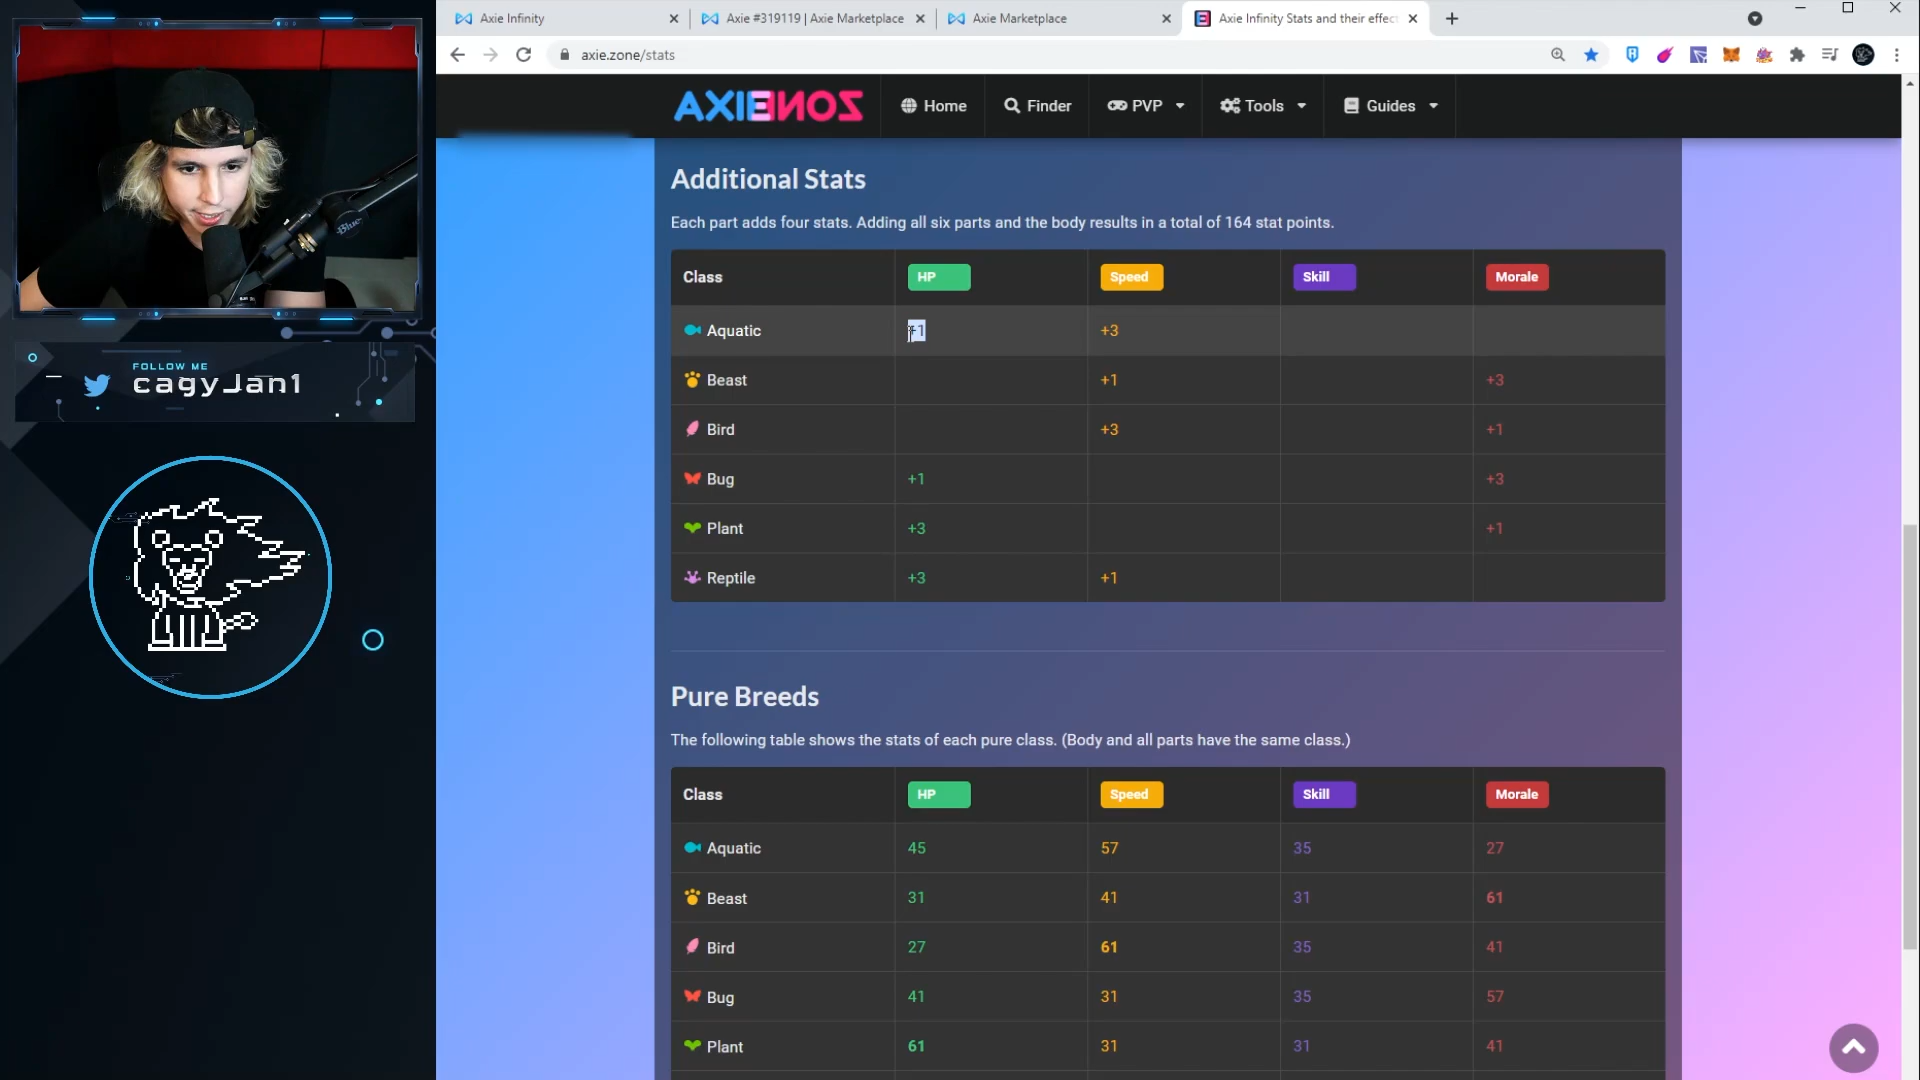 Axie Infinity
Axie #319119 | Axie Marketplace
Axie Marketplace
Axie Infinity Stats and their effec
axie.zone/stats
AXIEZONE
Home
Finder
PVP
Tools
Guides
Additional Stats
Each part adds four stats. Adding all six parts and the body results in a total of 164 stat points.
Class HP Speed Skill Morale
Aquatic +1 +3
Beast +1 +3
Bird +3 +1
Bug +1 +3
Plant +3 +1
Reptile +3 +1
Pure Breeds
The following table shows the stats of each pure class. (Body and all parts have the same class.)
Class HP Speed Skill Morale
Aquatic 45 57 35 27
Beast 31 41 31 61
Bird 27 61 35 41
Bug 41 31 35 57
Plant 61 31 31 41
FOLLOW ME
cagyJan1
Blue